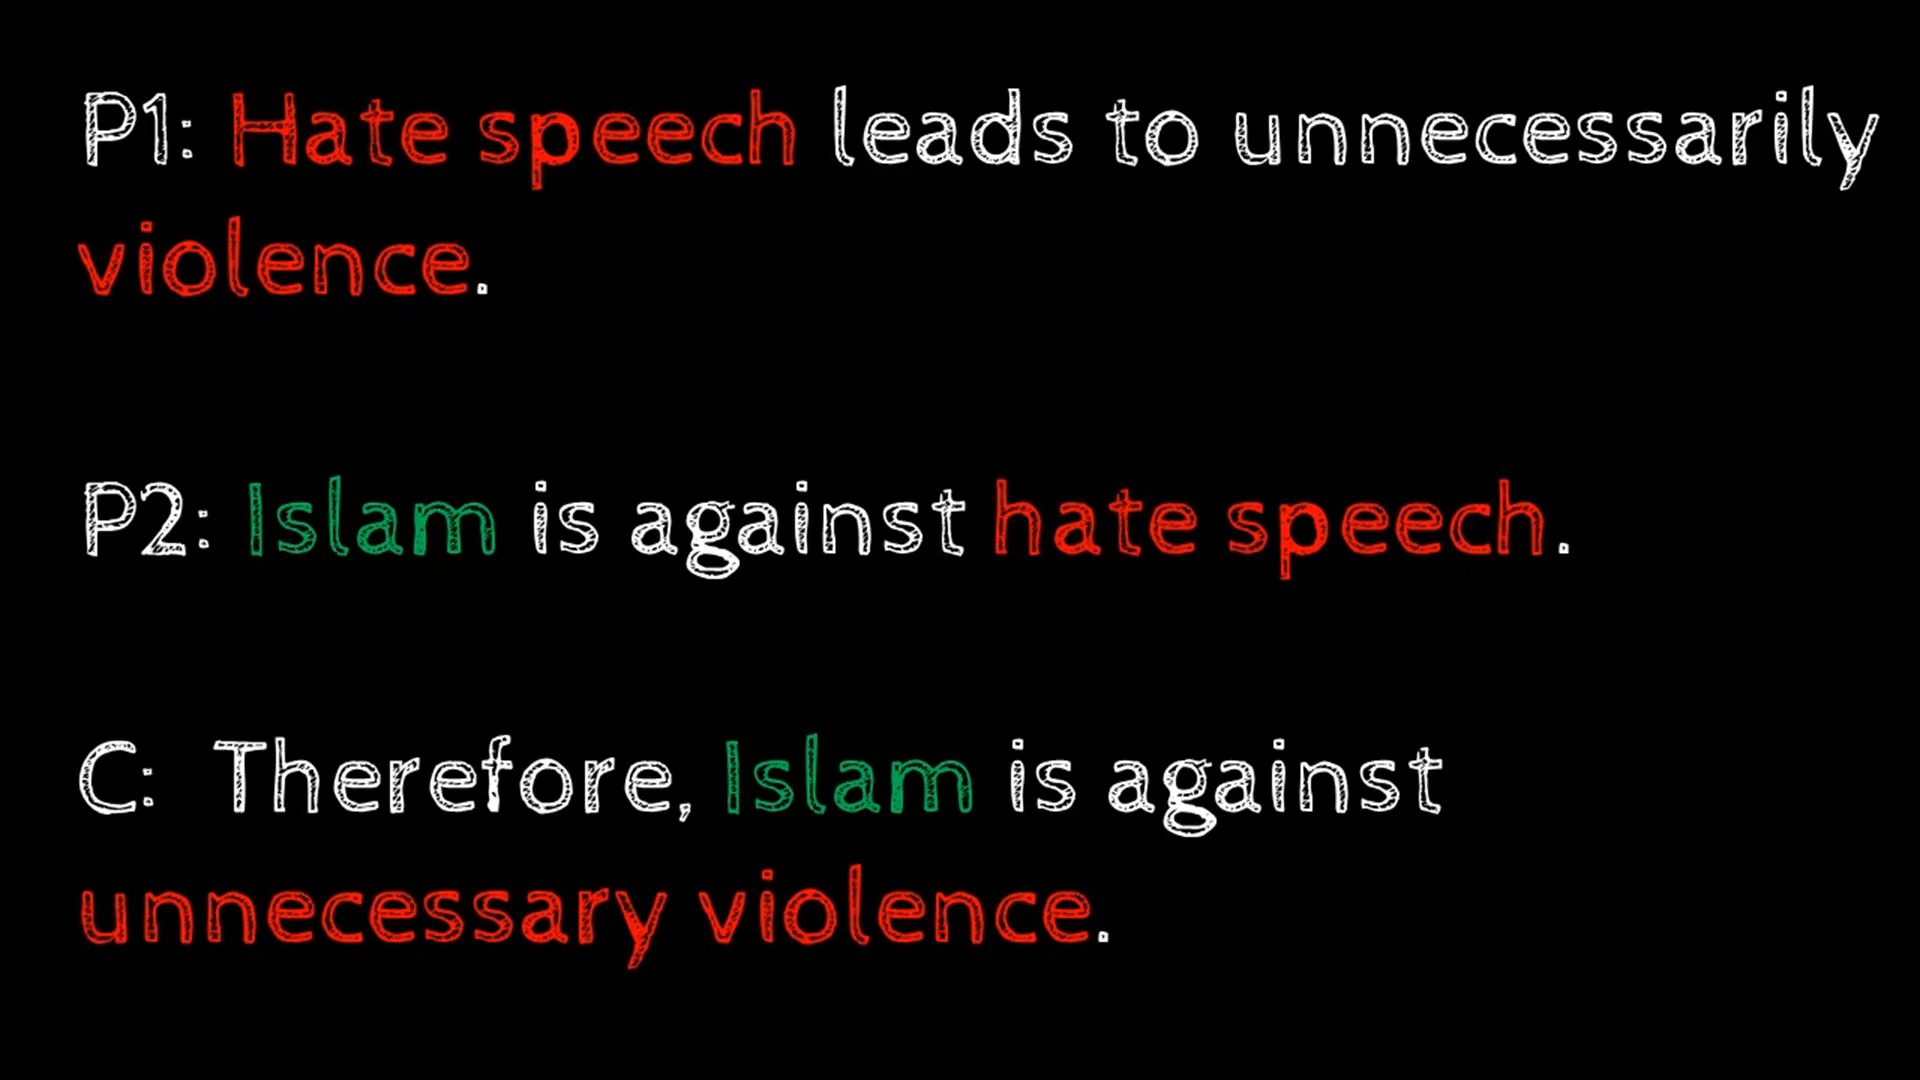 P1: Hate speech leads to unnecessarily
violence.
P2: Islam is against hate speech.
C: Therefore, Islam is against
unnecessary violence.